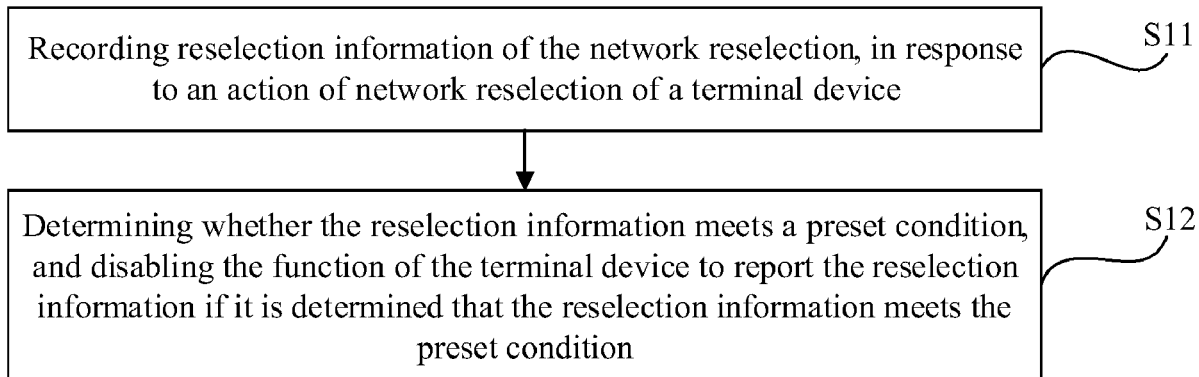 Recording reselection information of the network reselection, in response
to an action of network reselection of a terminal device
S11
Determining whether the reselection information meets a preset condition,
and disabling the function of the terminal device to report the reselection
information if it is determined that the reselection information meets the
preset condition
S12